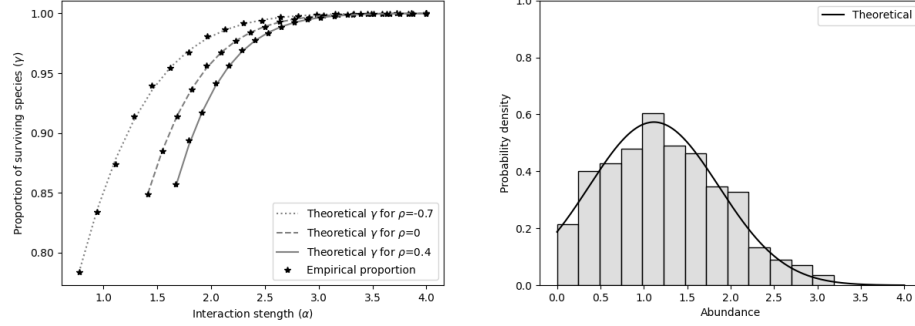 Proportion of surviving species (γ)
1.00
0.95
0.90
0.85
0.80
Theoretical γ for ρ=-0.7
Theoretical γ for ρ=0
Theoretical γ for ρ=0.4
Empirical proportion
1.0 1.5 2.0 2.5 3.0 3.5 4.0
Interaction stength (α)
Probability density
1.0
0.8
0.6
0.4
0.2
0.0
Theoretical
0.0 0.5 1.0 1.5 2.0 2.5 3.0 3.5 4.0
Abundance